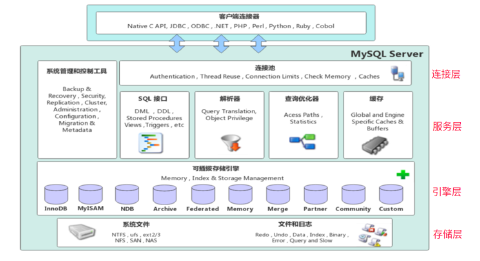 客户端连接器
Native C API, JDBC , ODBC , .NET , PHP , Perl , Python , Ruby , Cobol
MySQL Server
系统管理和控制工具
Backup &
Recovery , Security,
Replication , Cluster,
Administration ,
Configuration ,
Migration &
Metadata
连接池
Authentication , Thread Reuse , Connection Limits , Check Memory , Caches
连接层
SQL 接口
DML , DDL ,
Stored Procedures
Views ,Triggers , etc
解析器
Query Translation,
Object Privilege
查询优化器
Acess Paths ,
Statistics
缓存
Global and Engine
Specific Caches &
Buffers
服务层
可插拔存储引擎
Memory , Index & Storage Management
InnoDB
MyISAM
NDB
Archive
Federated
Memory
Merge
Partner
Community
Custom
引擎层
系统文件
NTFS , ufs , ext2/3
NFS , SAN , NAS
文件和日志
Redo , Undo , Data , Index , Binary ,
Error , Query and Slow
存储层